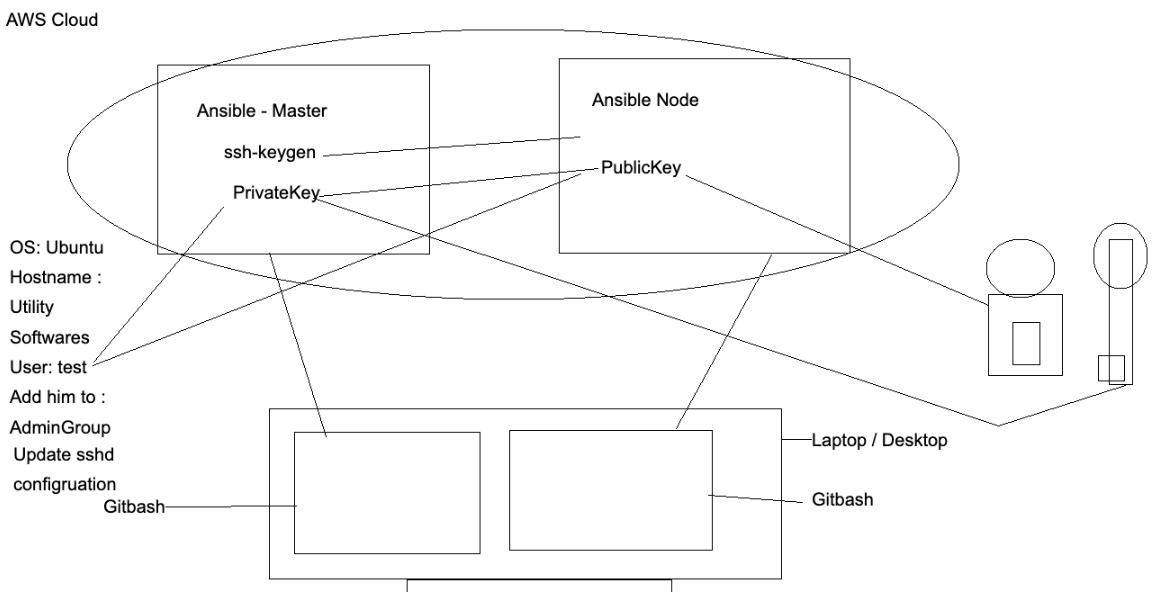 AWS Cloud
Ansible - Master
ssh-keygen
PrivateKey
Ansible Node
PublicKey
OS: Ubuntu
Hostname :
Utility
Softwares
User: test
Add him to :
AdminGroup
Update sshd
configruation
Gitbash
Laptop / Desktop
Gitbash